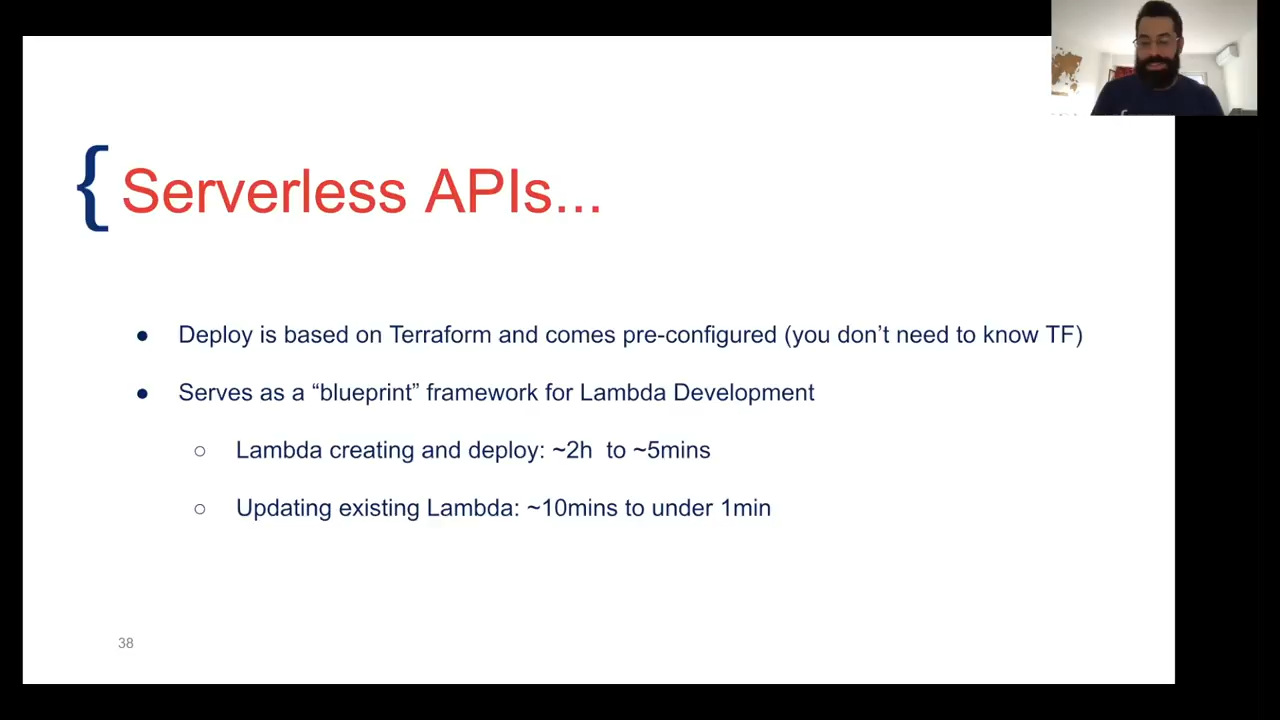 { Serverless APIs...
● Deploy is based on Terraform and comes pre-configured (you don’t need to know TF)
● Serves as a “blueprint” framework for Lambda Development
○ Lambda creating and deploy: ~2h  to ~5mins
○ Updating existing Lambda: ~10mins to under 1min
38